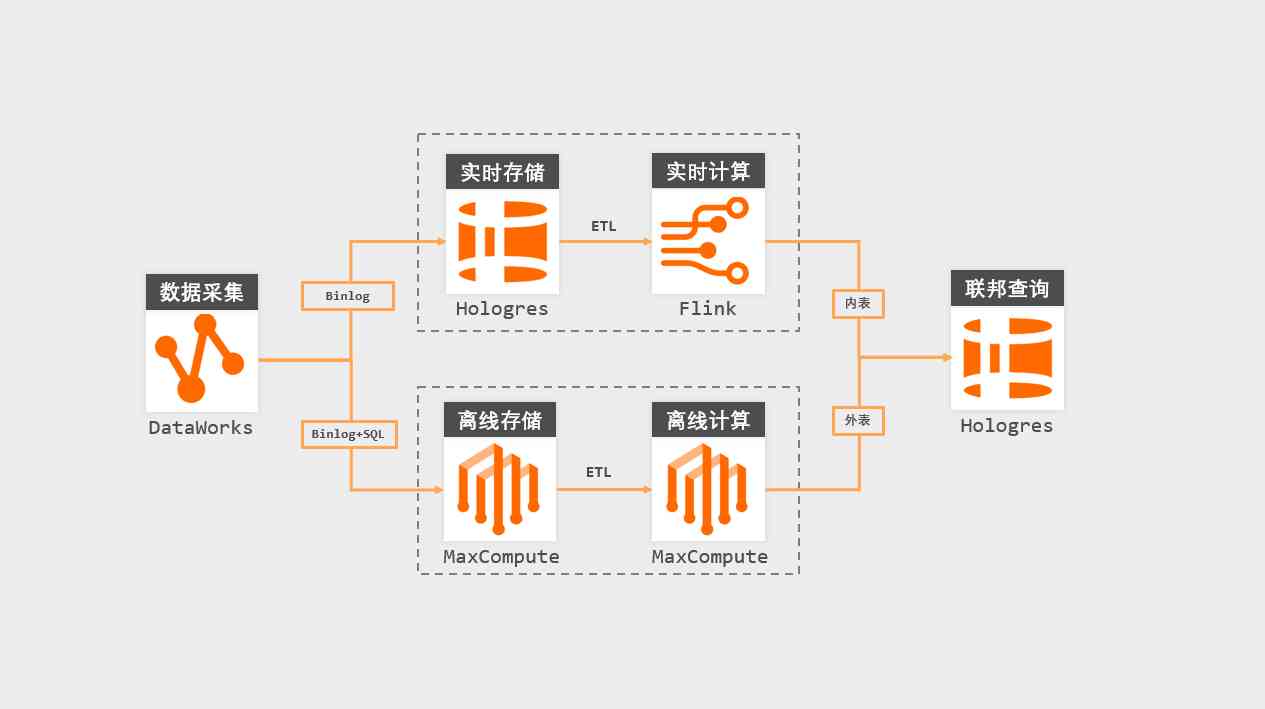 数据采集
DataWorks
Binlog
Binlog+SQL
实时存储
Hologres
ETL
实时计算
Flink
离线存储
MaxCompute
ETL
离线计算
MaxCompute
内表
外表
联邦查询
Hologres